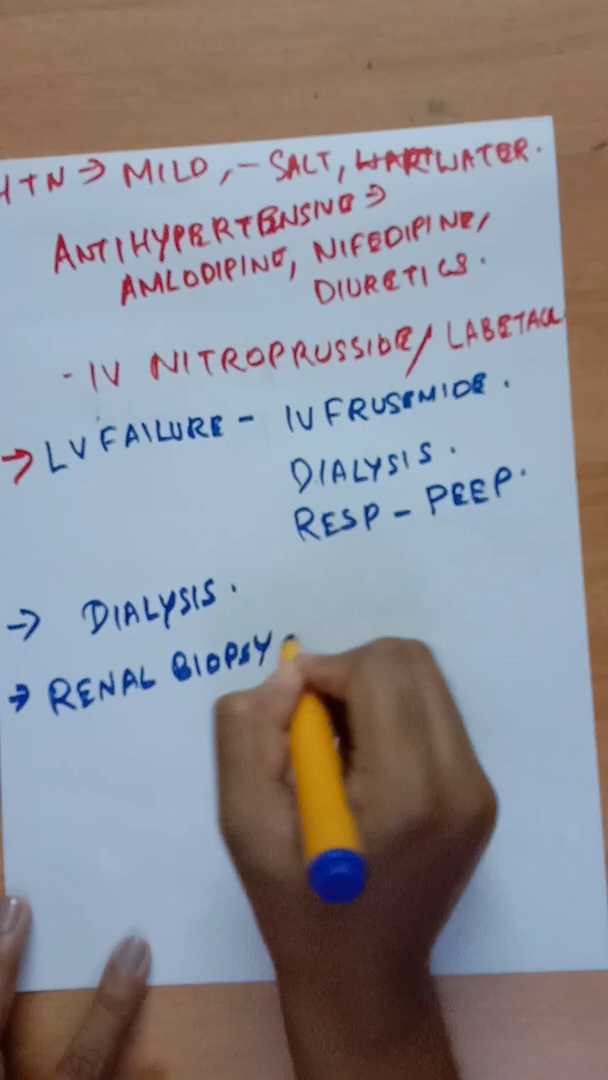 HTN → MILD, - SALT, WATER.
ANTIHYPERTENSIVE →
AMLODIPINE, NIFEDIPINE,
DIURETICS.
- IV NITROPRUSSIDE/ LABETALOL
→ LV FAILURE - IV FRUSEMIDE.
DIALYSIS.
RESP - PEEP.
→ DIALYSIS.
→ RENAL BIOPSY